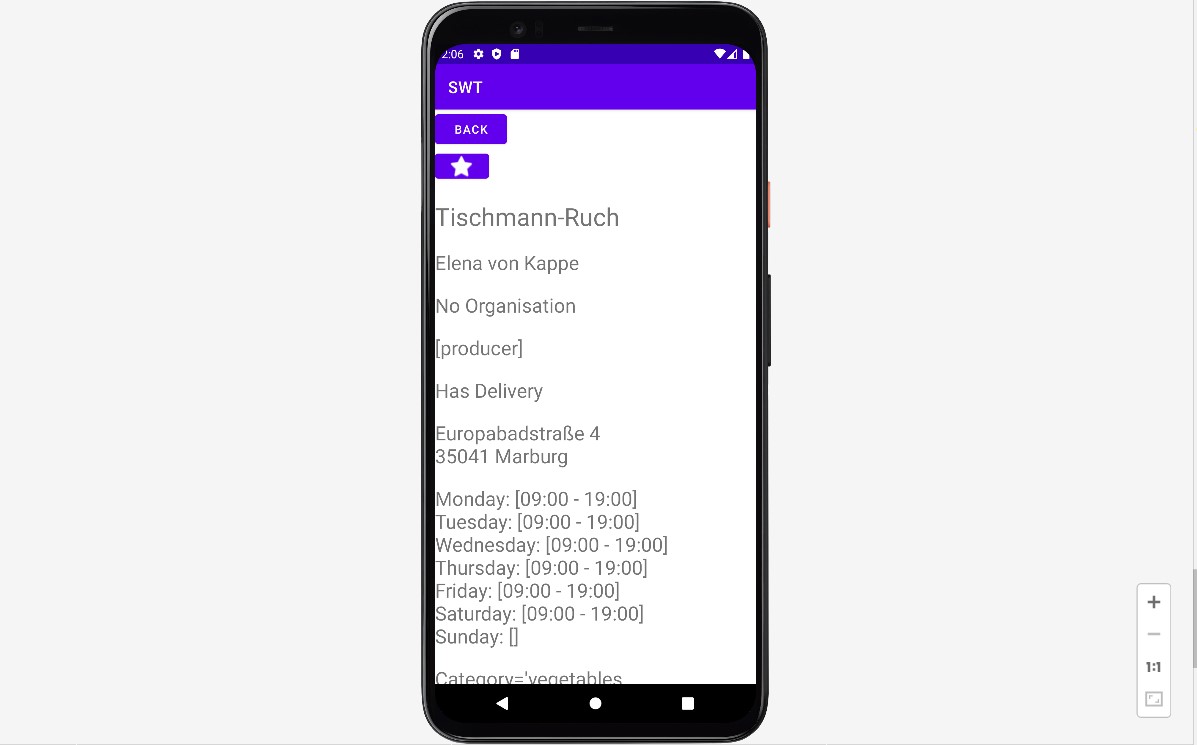 2:06
SWT
BACK
Tischmann-Ruch
Elena von Kappe
No Organisation
[producer]
Has Delivery
Europabadstraße 4
35041 Marburg
Monday: [09:00 - 19:00]
Tuesday: [09:00 - 19:00]
Wednesday: [09:00 - 19:00]
Thursday: [09:00 - 19:00]
Friday: [09:00 - 19:00]
Saturday: [09:00 - 19:00]
Sunday: []
Category='vegetables
1:1